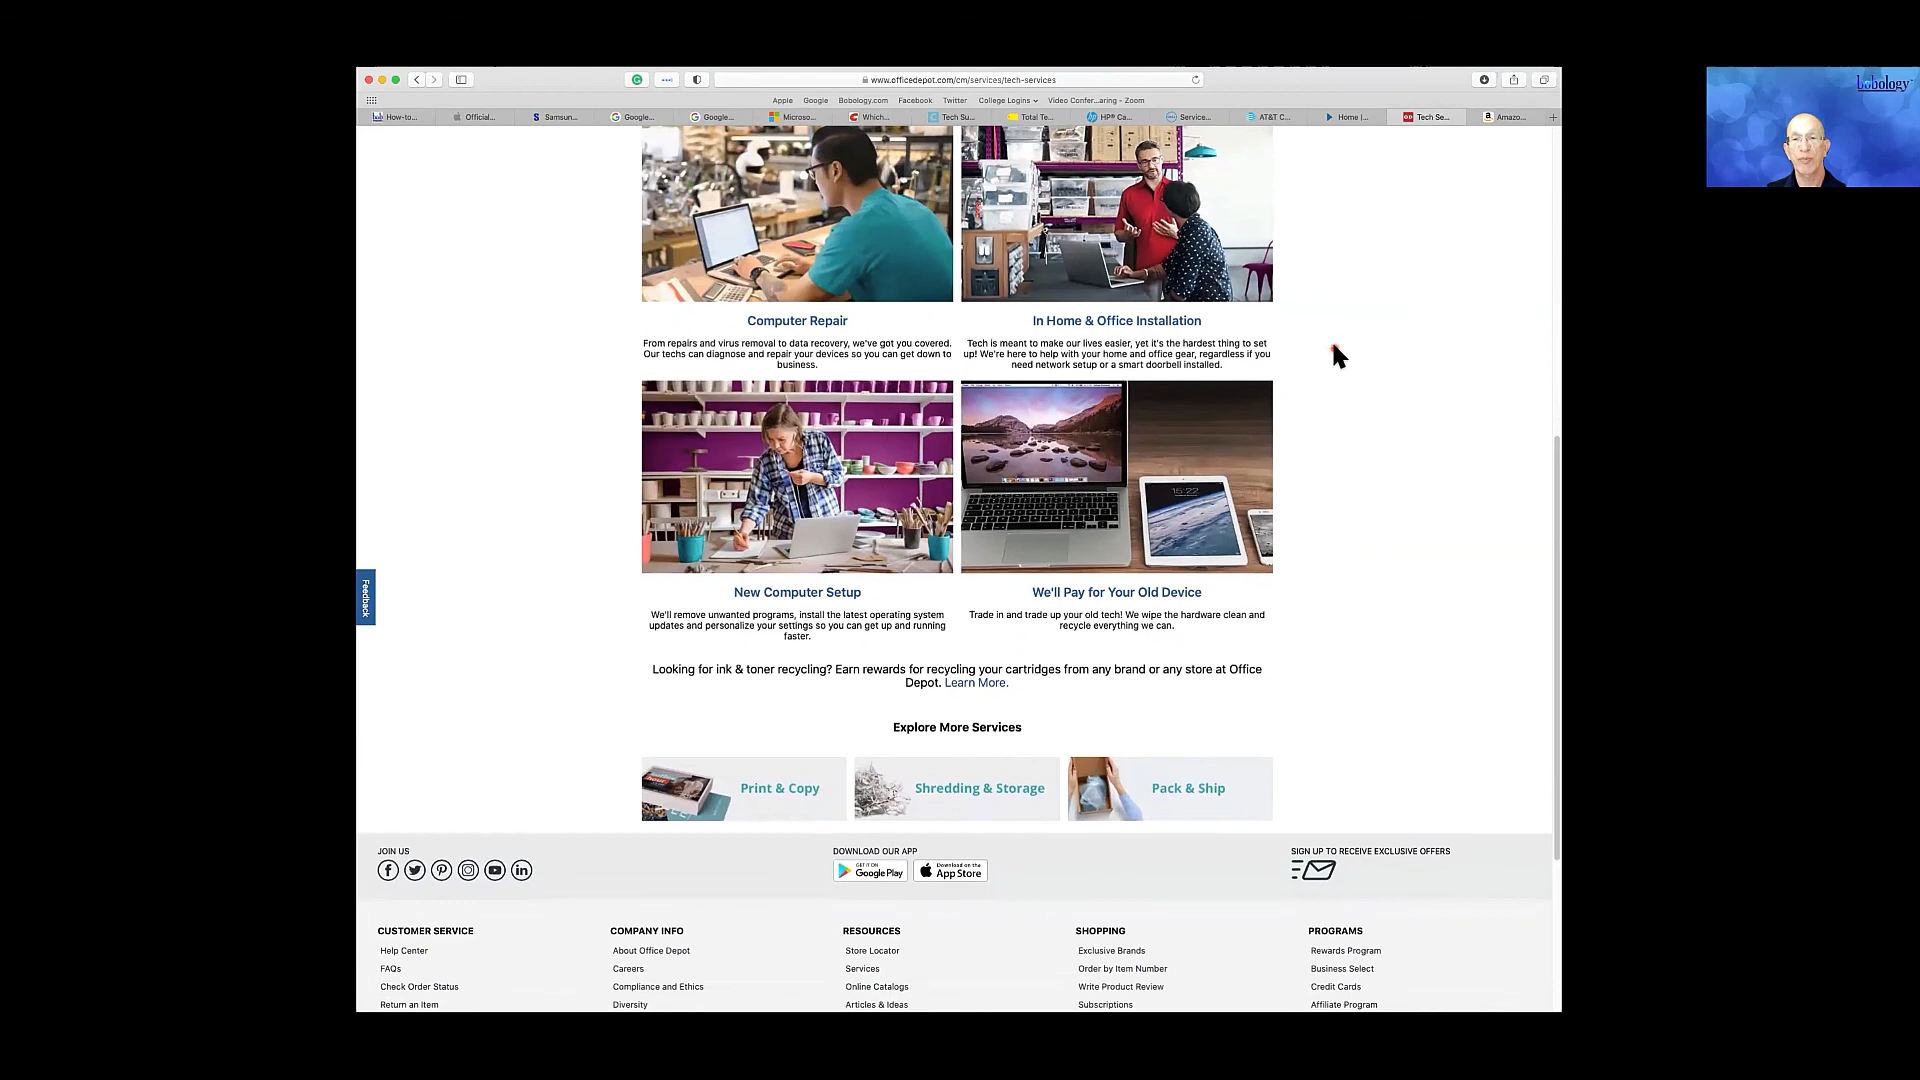 bobology
www.officedepot.com/cm/services/tech-services
Apple Google Bobology.com Facebook Twitter College Logins Video Confer...aring - Zoom
How-to... Official... Samsun... Google... Google... Microso... Which... Tech Su... Total Te... HP® Ca... Service... AT&T C... Home |... Tech Se... Amazo...
Computer Repair
From repairs and virus removal to data recovery, we've got you covered.
Our techs can diagnose and repair your devices so you can get down to
business.
In Home & Office Installation
Tech is meant to make our lives easier, yet it's the hardest thing to set
up! We're here to help with your home and office gear, regardless if you
need network setup or a smart doorbell installed.
15:22
New Computer Setup
We'll remove unwanted programs, install the latest operating system
updates and personalize your settings so you can get up and running
faster.
We'll Pay for Your Old Device
Trade in and trade up your old tech! We wipe the hardware clean and
recycle everything we can.
Feedback
Looking for ink & toner recycling? Earn rewards for recycling your cartridges from any brand or any store at Office
Depot. Learn More.
Explore More Services
Print & Copy
Shredding & Storage
Pack & Ship
JOIN US
DOWNLOAD OUR APP
GET IT ON
Google Play
Download on the
App Store
SIGN UP TO RECEIVE EXCLUSIVE OFFERS
CUSTOMER SERVICE
Help Center
FAQs
Check Order Status
Return an Item
COMPANY INFO
About Office Depot
Careers
Compliance and Ethics
Diversity
RESOURCES
Store Locator
Services
Online Catalogs
Articles & Ideas
SHOPPING
Exclusive Brands
Order by Item Number
Write Product Review
Subscriptions
PROGRAMS
Rewards Program
Business Select
Credit Cards
Affiliate Program